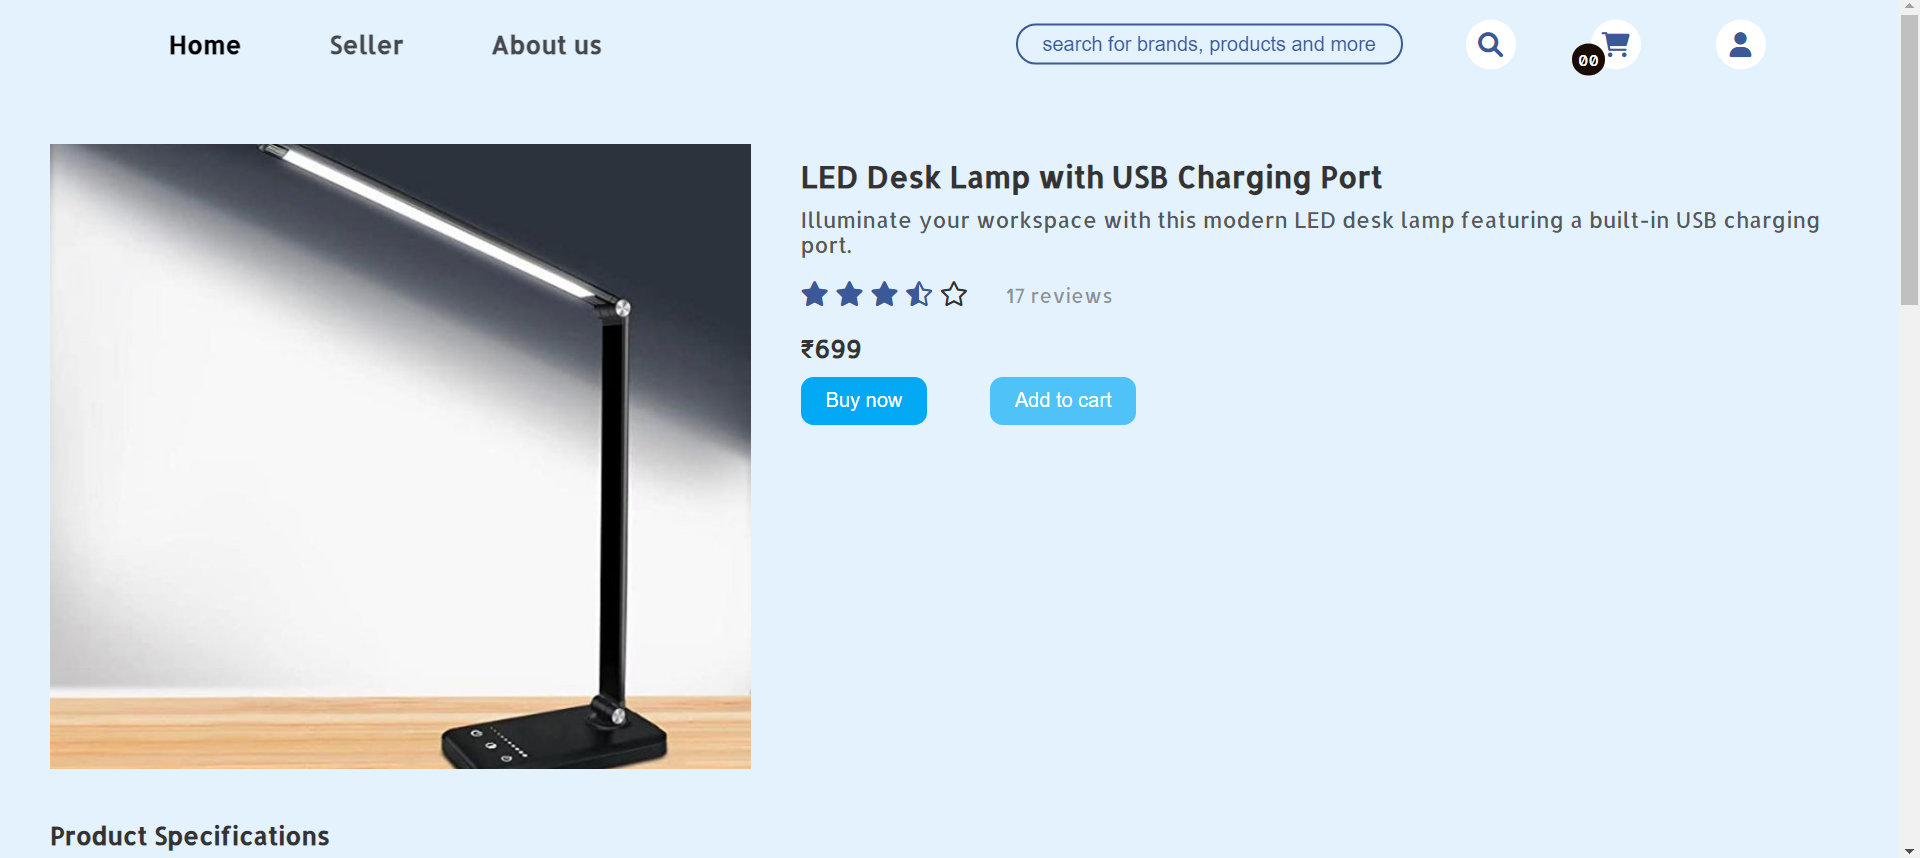 Home
Seller
About us
search for brands, products and more
00
LED Desk Lamp with USB Charging Port
Illuminate your workspace with this modern LED desk lamp featuring a built-in USB charging
port.
17 reviews
₹699
Buy now
Add to cart
Product Specifications